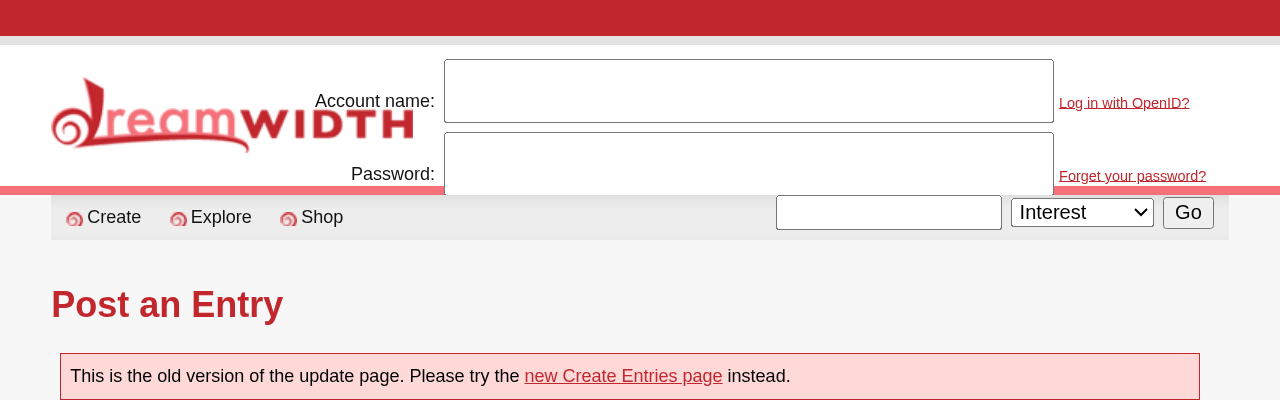 Account name:
Log in with OpenID?
dreamWIDTH
Password:
Forget your password?
Create
Explore
Shop
Interest
Go
Post an Entry
This is the old version of the update page. Please try the new Create Entries page instead.